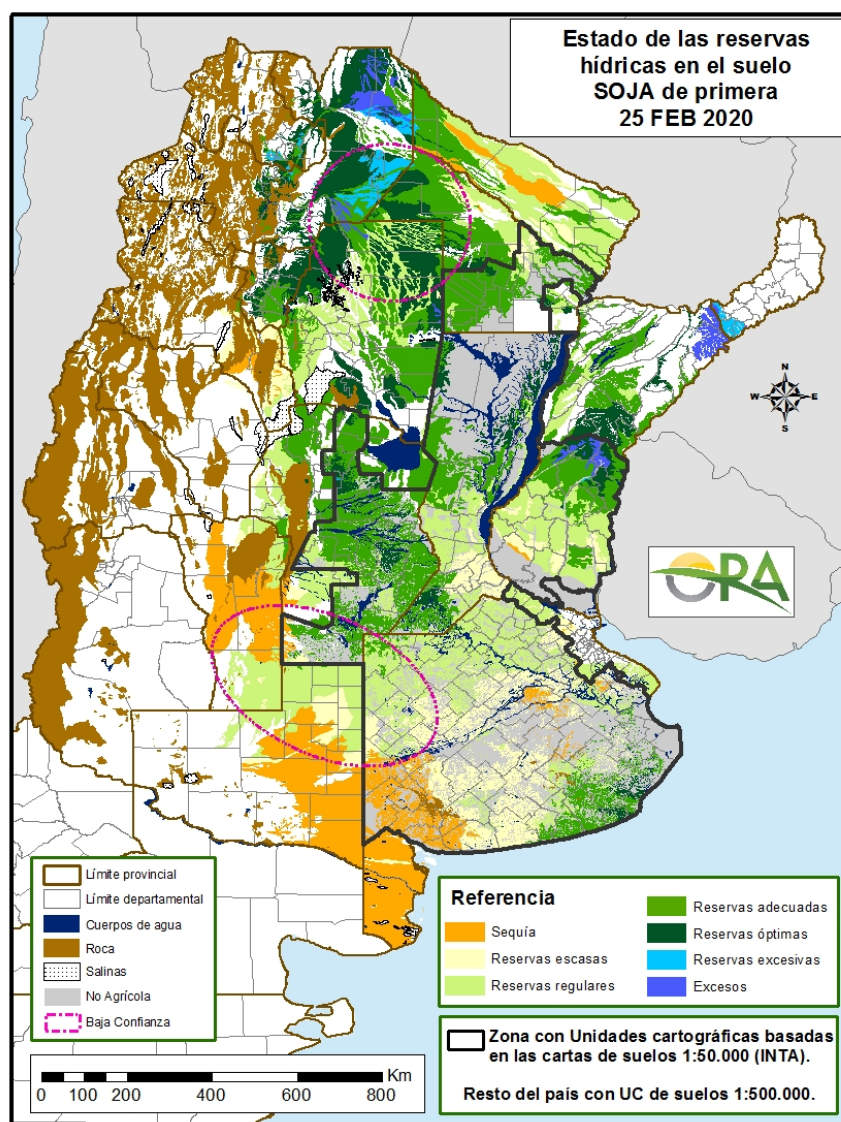 Estado de las reservas
hídricas en el suelo
SOJA de primera
25 FEB 2020
N
W
E
S
ORA
Límite provincial
Límite departamental
Cuerpos de agua
Roca
Salinas
No Agrícola
Baja Confianza
Referencia
Sequía
Reservas escasas
Reservas regulares
Reservas adecuadas
Reservas óptimas
Reservas excesivas
Excesos
Zona con Unidades cartográficas basadas
en las cartas de suelos 1:50.000 (INTA).
Resto del país con UC de suelos 1:500.000.
Km
0 100 200 400 600 800